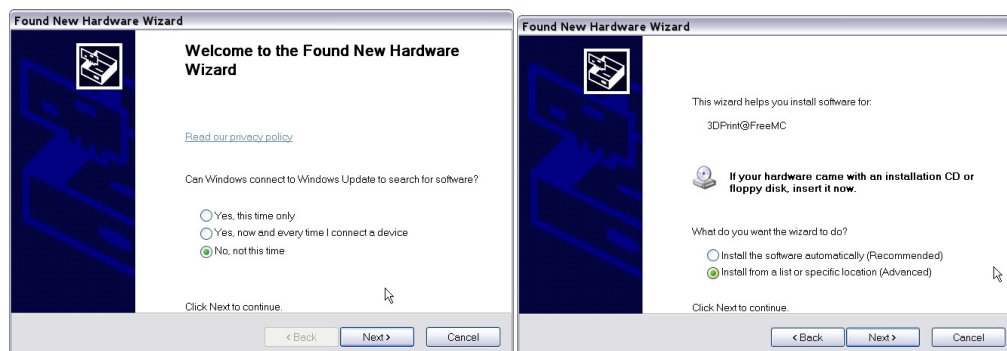 Found New Hardware Wizard
Welcome to the Found New Hardware
Wizard
Read our privacy policy
Can Windows connect to Windows Update to search for software?
Yes, this time only
Yes, now and every time I connect a device
No, not this time
Click Next to continue.
< Back Next > Cancel
Found New Hardware Wizard
This wizard helps you install software for:
3DPrint@FreeMC
If your hardware came with an installation CD or
floppy disk, insert it now.
What do you want the wizard to do?
Install the software automatically (Recommended)
Install from a list or specific location (Advanced)
Click Next to continue.
< Back Next > Cancel